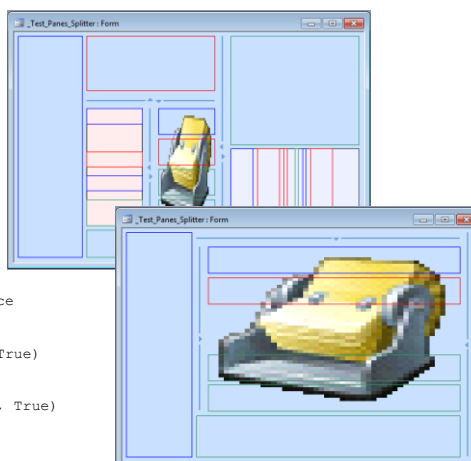 _Test_Panes_Splitter : Form
_Test_Panes_Splitter : Form
ce
True)
, True)